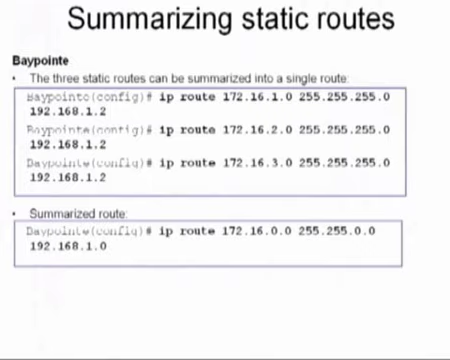 Summarizing static routes
Baypointe
• The three static routes can be summarized into a single route:
Baypointe(config)# ip route 172.16.1.0 255.255.255.0
192.168.1.2
Baypointe(config)# ip route 172.16.2.0 255.255.255.0
192.168.1.2
Baypointe(config)# ip route 172.16.3.0 255.255.255.0
192.168.1.2
• Summarized route:
Baypointe(config)# ip route 172.16.0.0 255.255.0.0
192.168.1.0